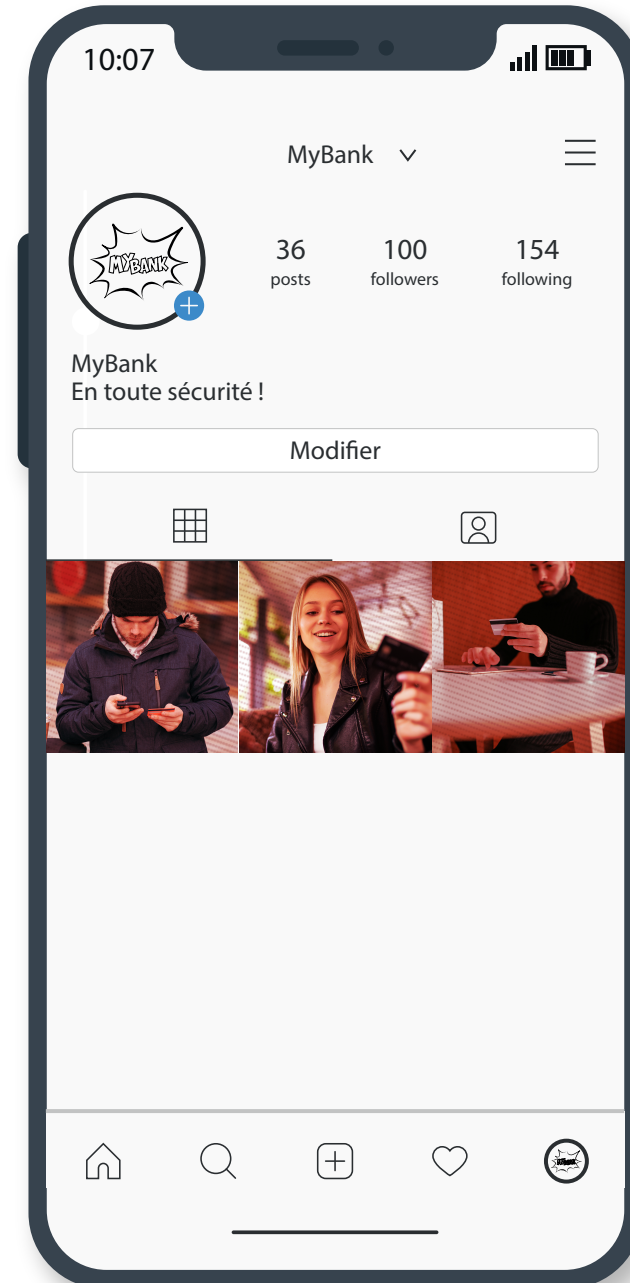 10:07
MyBank
MYBANK
36 100 154
posts followers following
MyBank
En toute sécurité !
Modifier